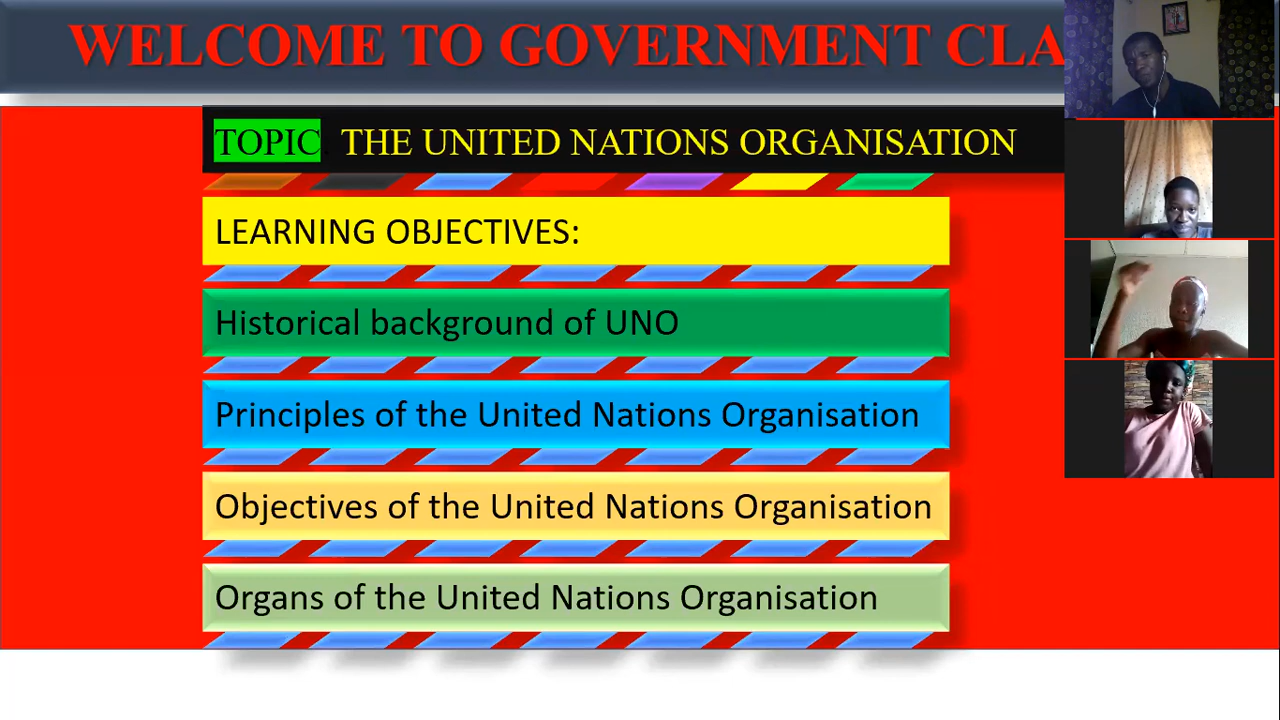 WELCOME TO GOVERNMENT CLA
TOPIC: THE UNITED NATIONS ORGANISATION
LEARNING OBJECTIVES:
Historical background of UNO
Principles of the United Nations Organisation
Objectives of the United Nations Organisation
Organs of the United Nations Organisation